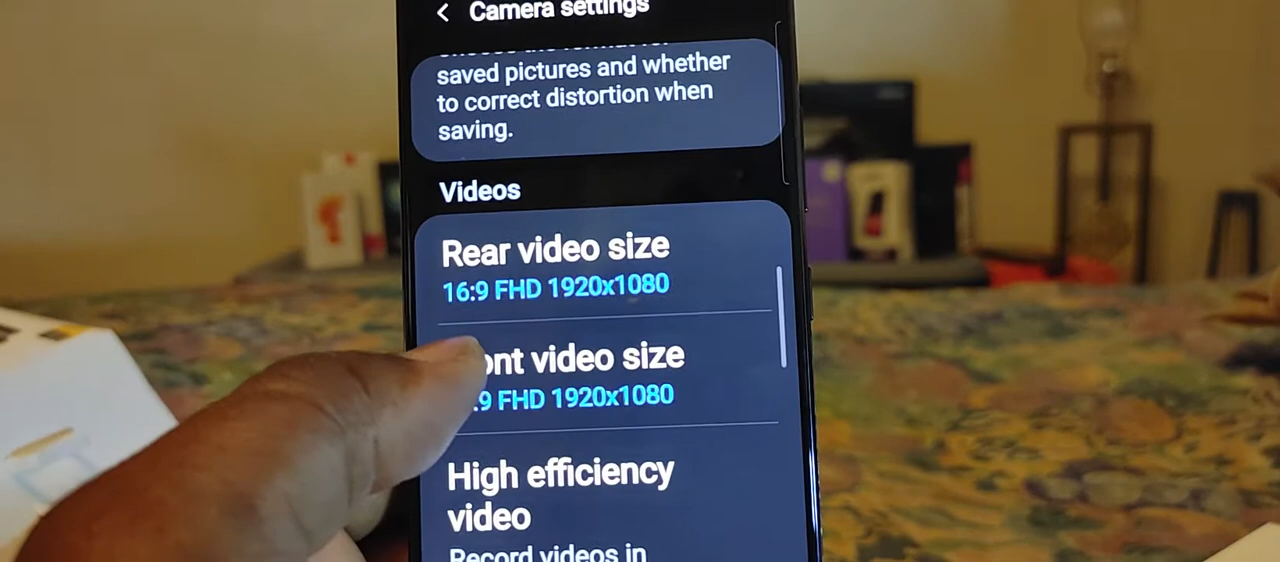 Camera settings
saved pictures and whether
to correct distortion when
saving.
Videos
Rear video size
16:9 FHD 1920x1080
ont video size
.9 FHD 1920x1080
High efficiency
video
Record videos in